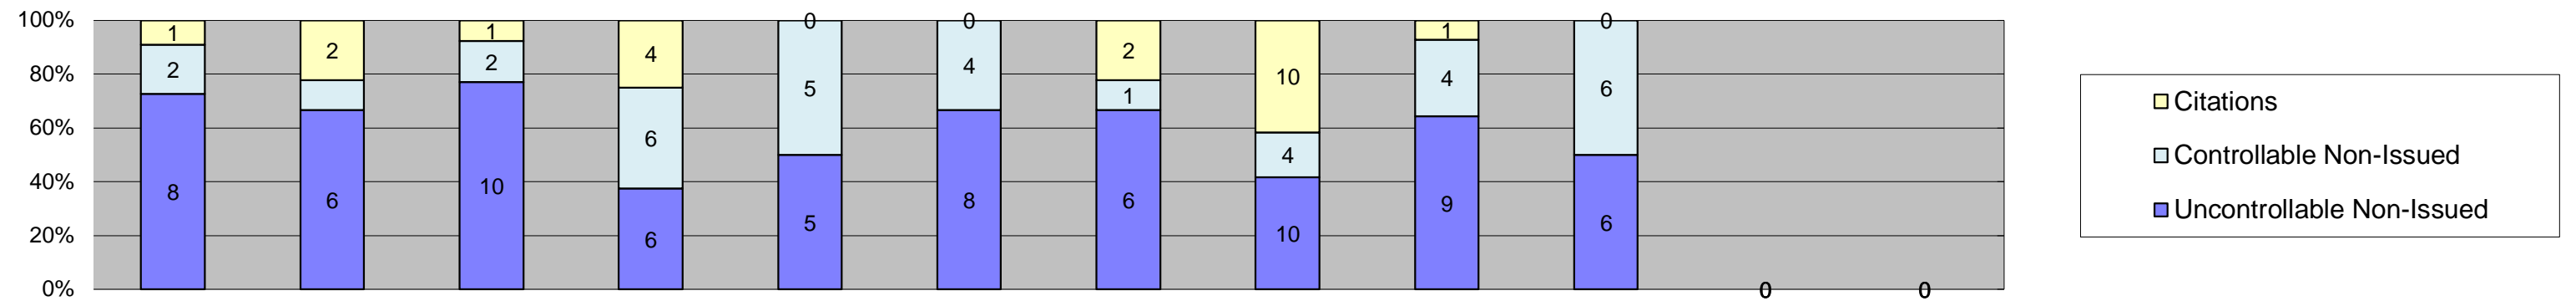 100%
80%
60%
40%
20%
0%
1 2 1 4 0 0 2 10 1 0
2 2 6 5 4 1 4 4 6
8 6 10 6 5 8 6 10 9 6 0 0
Citations
Controllable Non-Issued
Uncontrollable Non-Issued